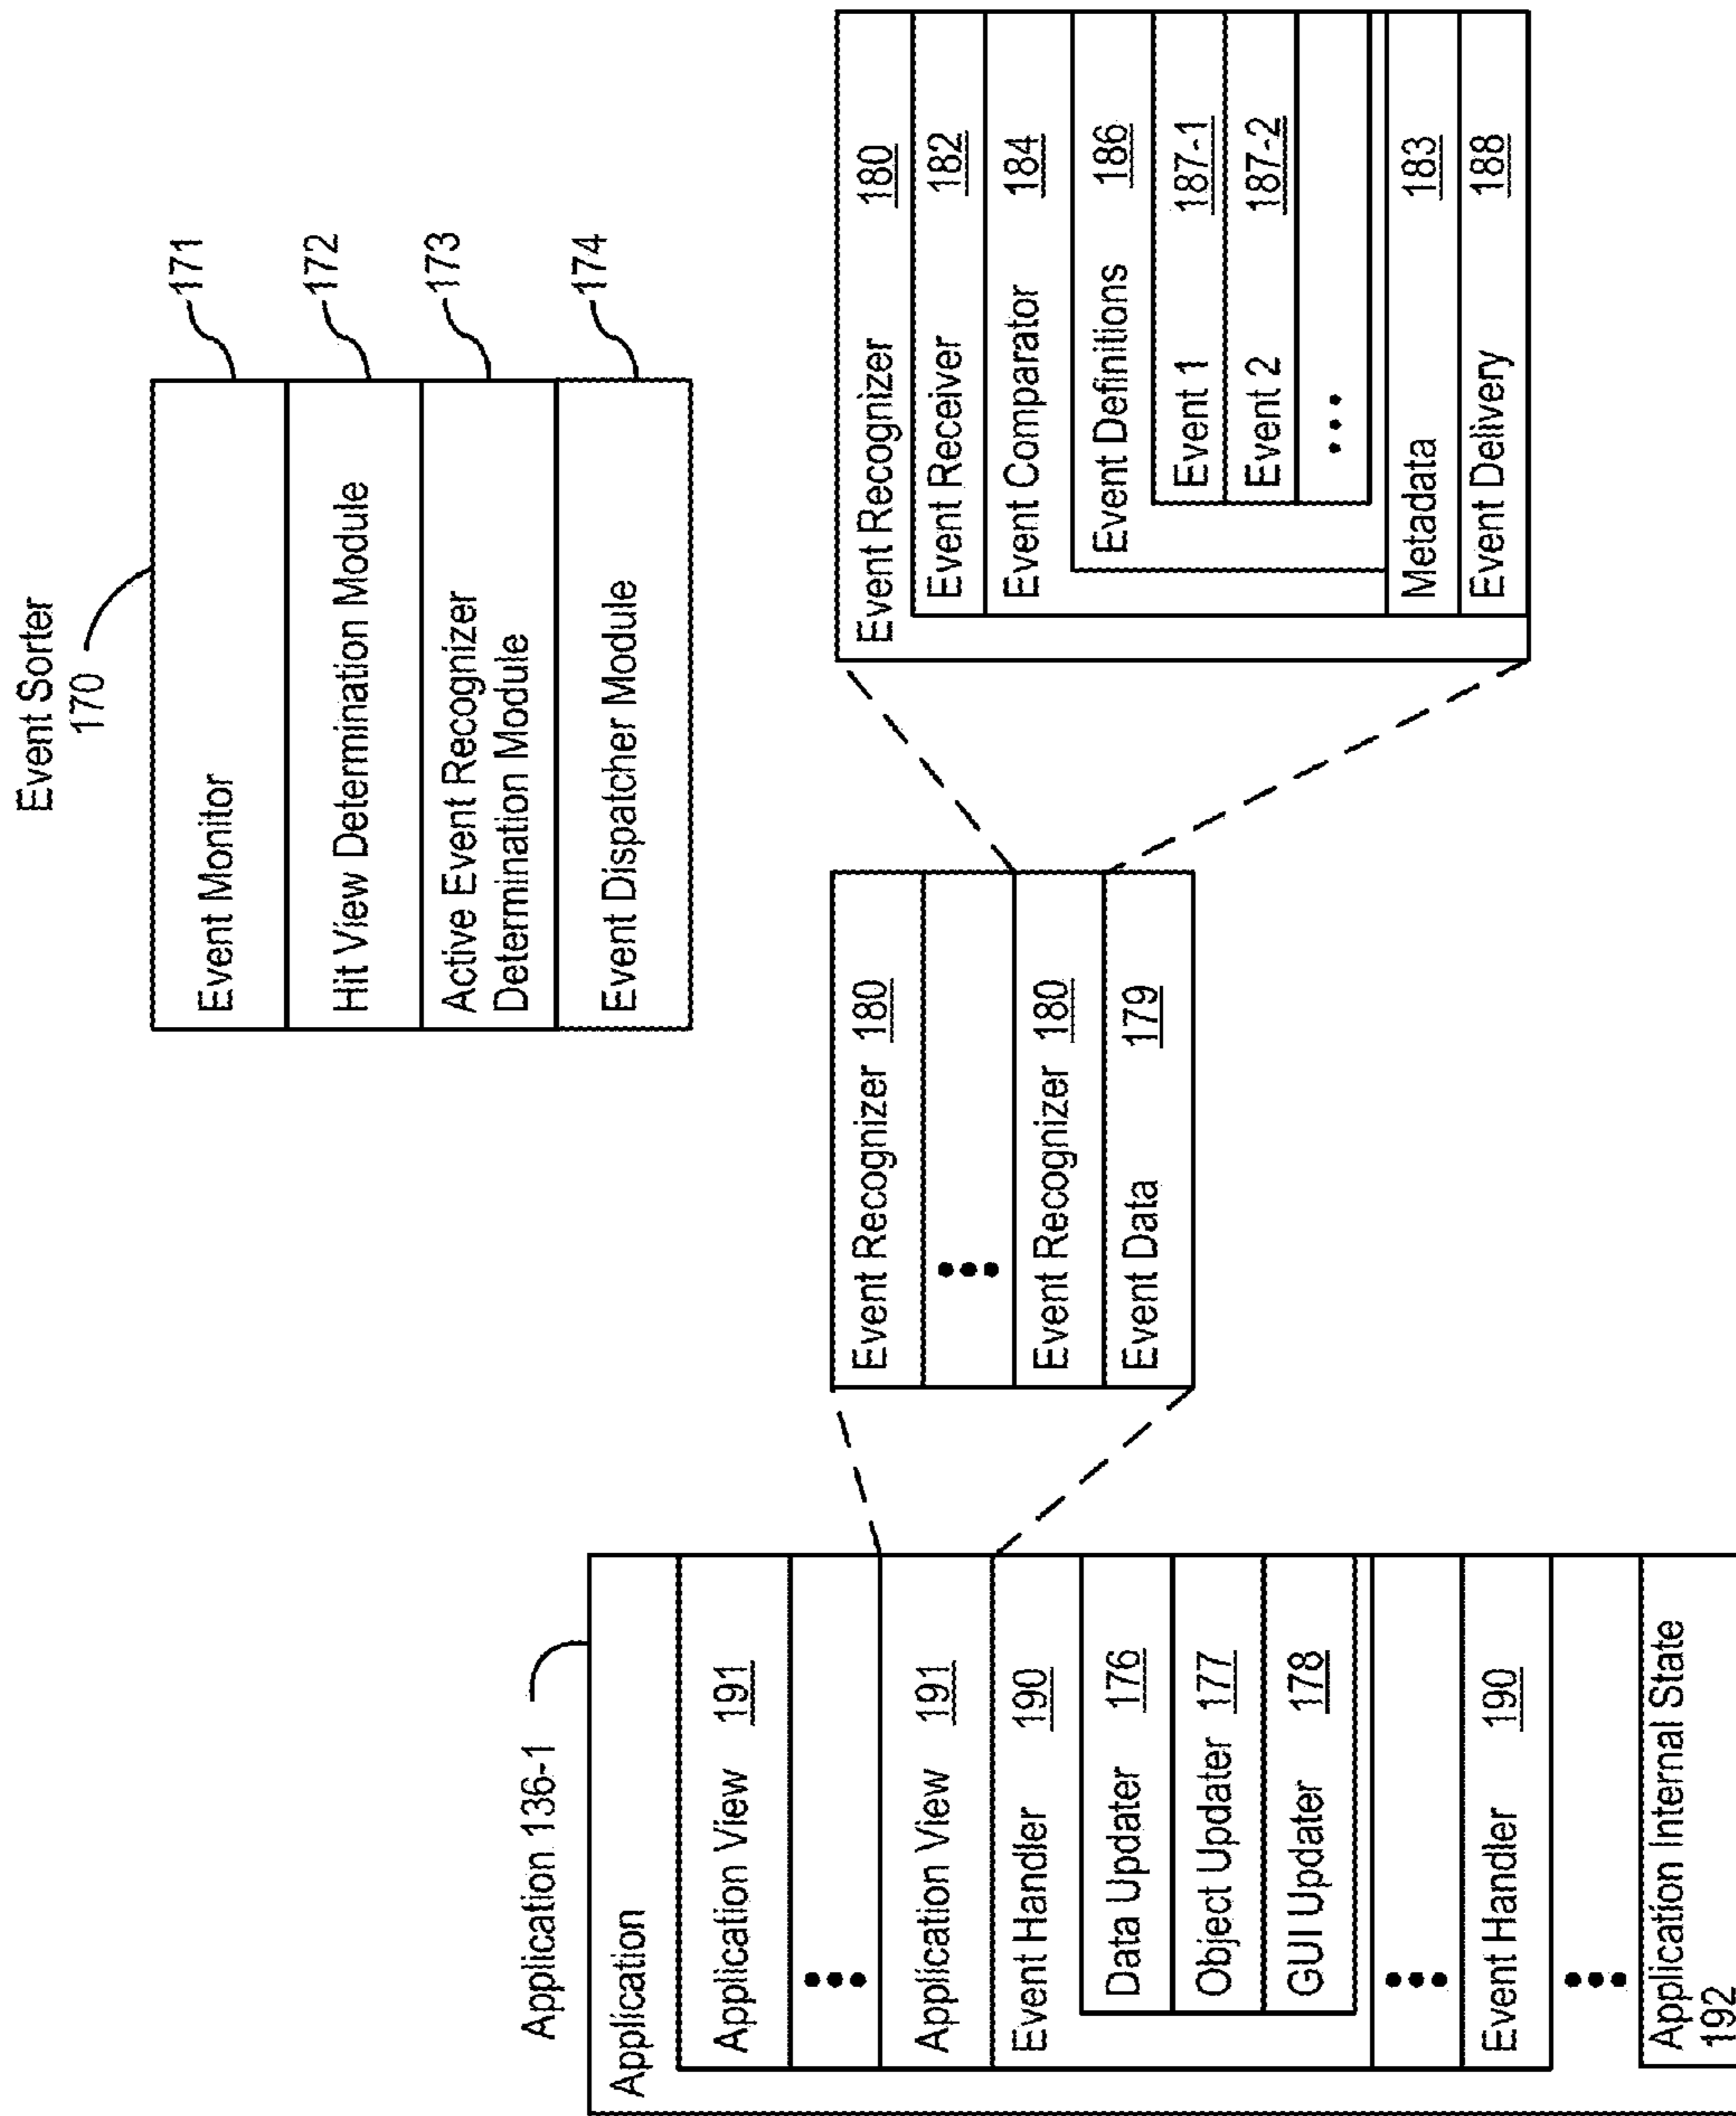 Event Sorter
170
Event Monitor
171
Hit View Determination Module
172
Active Event Recognizer
Determination Module
173
Event Dispatcher Module
174
Application 136-1
Application
Application View 191
•••
Application View 191
Event Handler 190
Data Updater 176
Object Updater 177
GUI Updater 178
•••
Event Handler 190
•••
Application Internal State
192
Event Recognizer 180
•••
Event Recognizer 180
Event Data 179
Event Recognizer 180
Event Receiver 182
Event Comparator 184
Event Definitions 186
Event 1 187-1
Event 2 187-2
•••
Metadata 183
Event Delivery 188